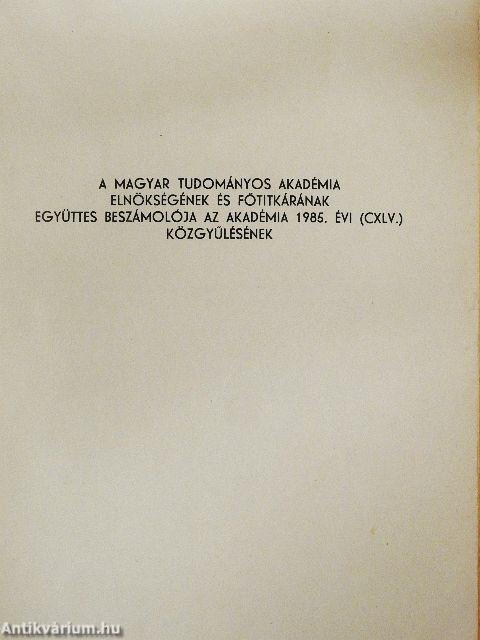 A MAGYAR TUDOMÁNYOS AKADÉMIA
ELNÖKSÉGÉNEK ÉS FŐTITKÁRÁNAK
EGYÜTTES BESZÁMOLÓJA AZ AKADÉMIA 1985. ÉVI (CXLV.)
KÖZGYŰLÉSÉNEK
Antikvárium.hu